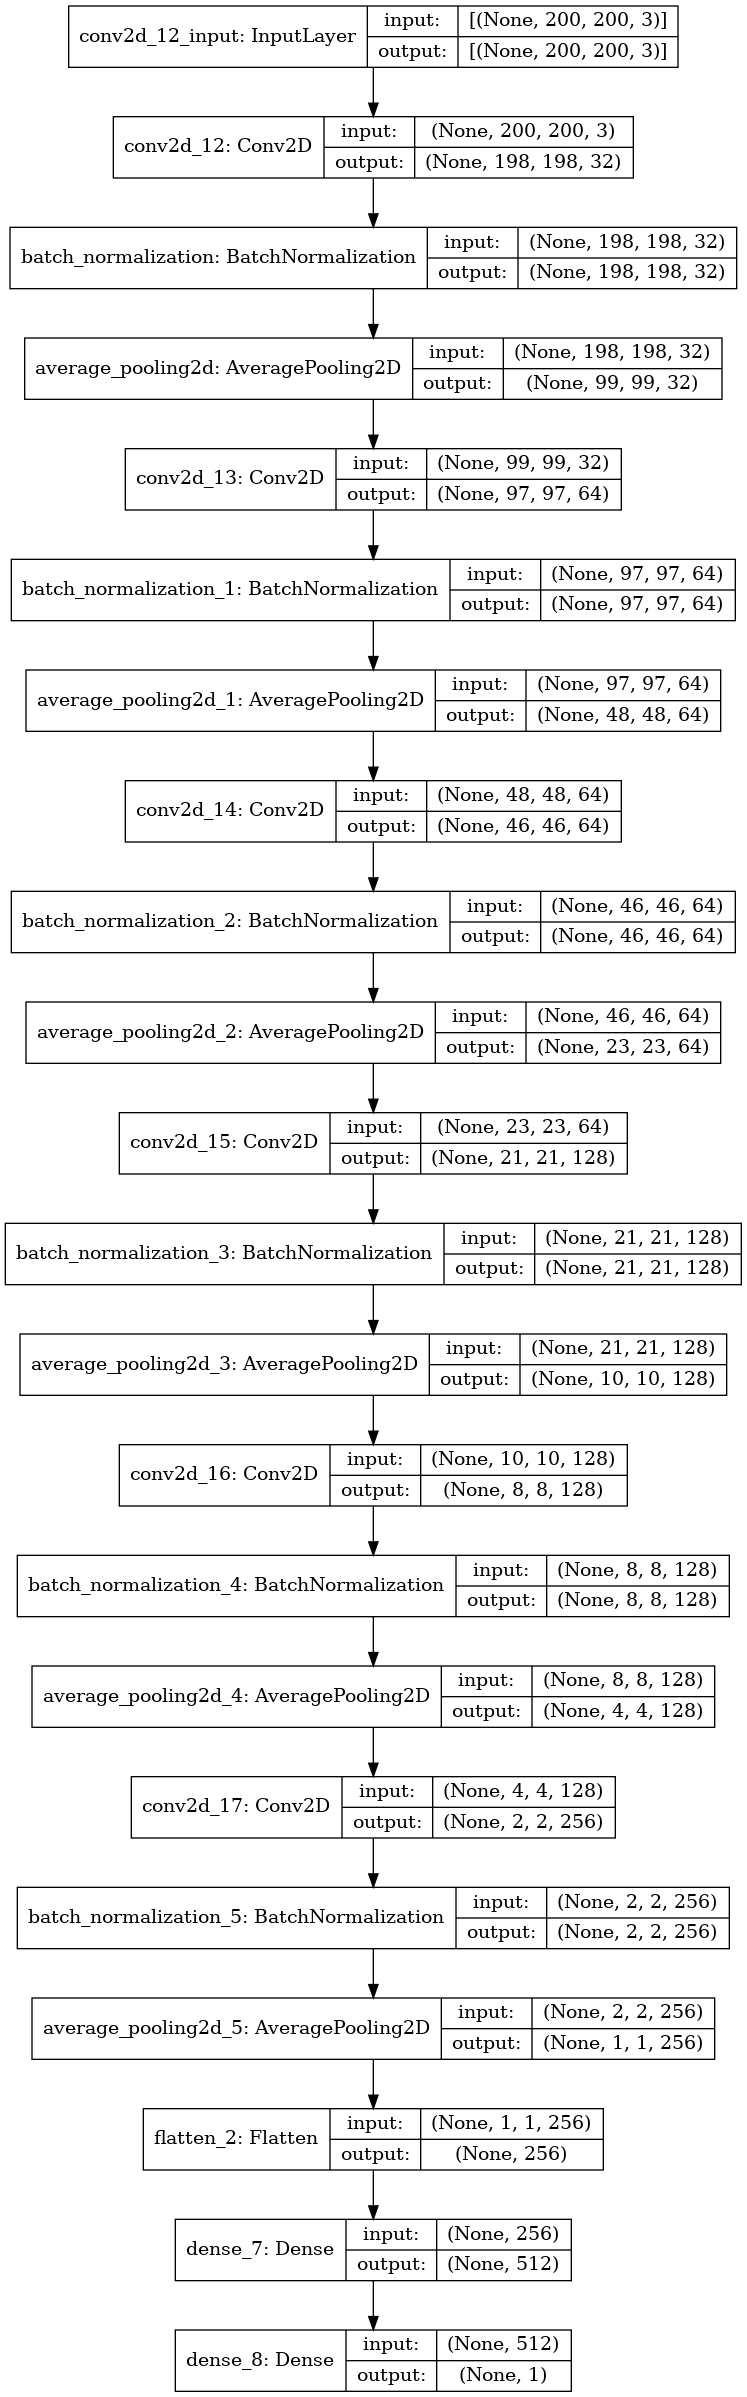 conv2d_12_input: InputLayer
input: [(None, 200, 200, 3)]
output: [(None, 200, 200, 3)]
conv2d_12: Conv2D
input: (None, 200, 200, 3)
output: (None, 198, 198, 32)
batch_normalization: BatchNormalization
input: (None, 198, 198, 32)
output: (None, 198, 198, 32)
average_pooling2d: AveragePooling2D
input: (None, 198, 198, 32)
output: (None, 99, 99, 32)
conv2d_13: Conv2D
input: (None, 99, 99, 32)
output: (None, 97, 97, 64)
batch_normalization_1: BatchNormalization
input: (None, 97, 97, 64)
output: (None, 97, 97, 64)
average_pooling2d_1: AveragePooling2D
input: (None, 97, 97, 64)
output: (None, 48, 48, 64)
conv2d_14: Conv2D
input: (None, 48, 48, 64)
output: (None, 46, 46, 64)
batch_normalization_2: BatchNormalization
input: (None, 46, 46, 64)
output: (None, 46, 46, 64)
average_pooling2d_2: AveragePooling2D
input: (None, 46, 46, 64)
output: (None, 23, 23, 64)
conv2d_15: Conv2D
input: (None, 23, 23, 64)
output: (None, 21, 21, 128)
batch_normalization_3: BatchNormalization
input: (None, 21, 21, 128)
output: (None, 21, 21, 128)
average_pooling2d_3: AveragePooling2D
input: (None, 21, 21, 128)
output: (None, 10, 10, 128)
conv2d_16: Conv2D
input: (None, 10, 10, 128)
output: (None, 8, 8, 128)
batch_normalization_4: BatchNormalization
input: (None, 8, 8, 128)
output: (None, 8, 8, 128)
average_pooling2d_4: AveragePooling2D
input: (None, 8, 8, 128)
output: (None, 4, 4, 128)
conv2d_17: Conv2D
input: (None, 4, 4, 128)
output: (None, 2, 2, 256)
batch_normalization_5: BatchNormalization
input: (None, 2, 2, 256)
output: (None, 2, 2, 256)
average_pooling2d_5: AveragePooling2D
input: (None, 2, 2, 256)
output: (None, 1, 1, 256)
flatten_2: Flatten
input: (None, 1, 1, 256)
output: (None, 256)
dense_7: Dense
input: (None, 256)
output: (None, 512)
dense_8: Dense
input: (None, 512)
output: (None, 1)